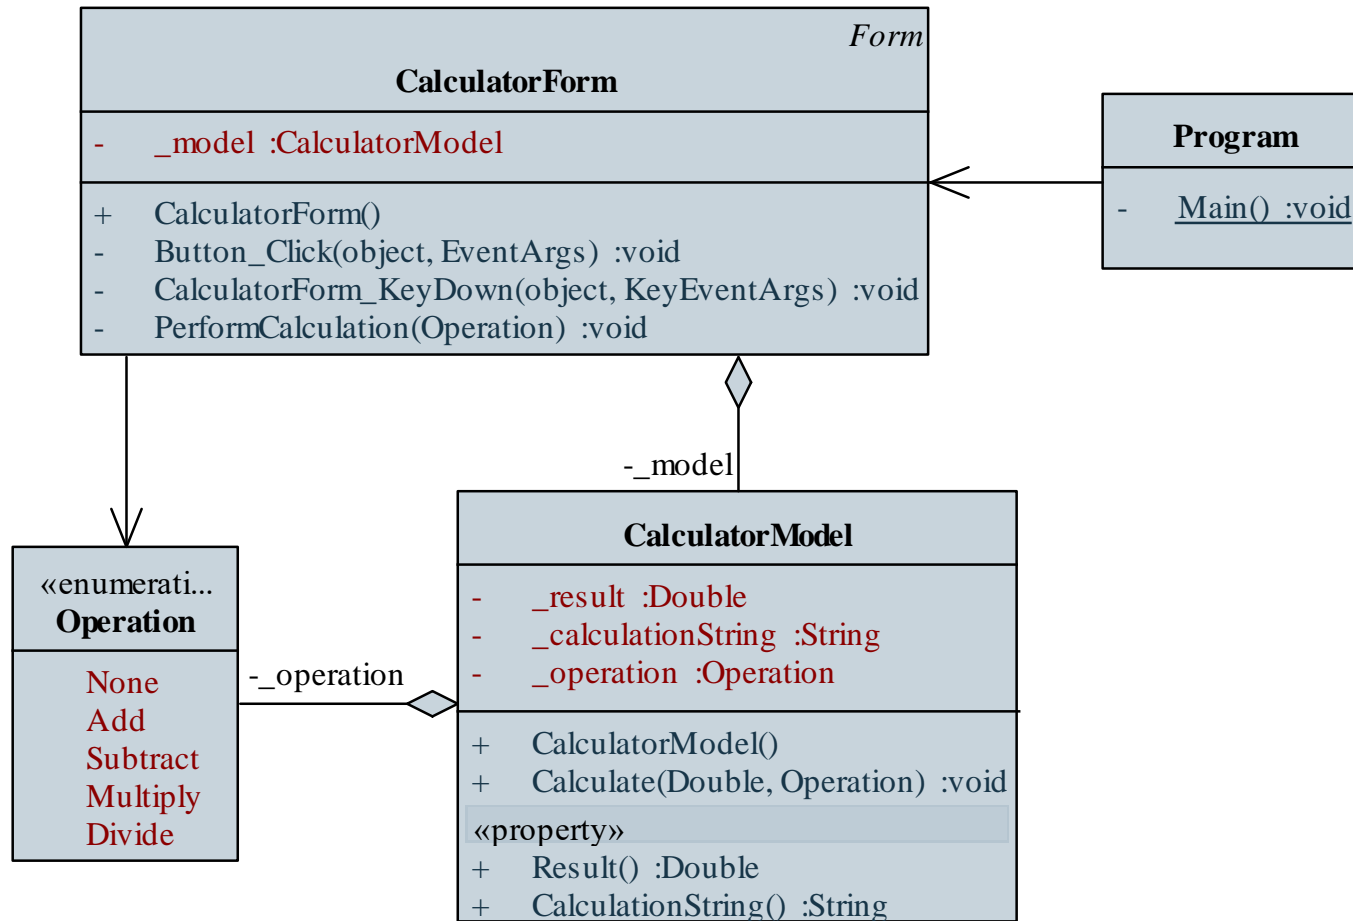 Form
CalculatorForm
- _model :CalculatorModel
+ CalculatorForm()
- Button_Click(object, EventArgs) :void
- CalculatorForm_KeyDown(object, KeyEventArgs) :void
- PerformCalculation(Operation) :void
Program
- Main() :void
-_model
«enumerati...
Operation
None
Add
Subtract
Multiply
Divide
-_operation
CalculatorModel
- _result :Double
- _calculationString :String
- _operation :Operation
+ CalculatorModel()
+ Calculate(Double, Operation) :void
«property»
+ Result() :Double
+ CalculationString() :String